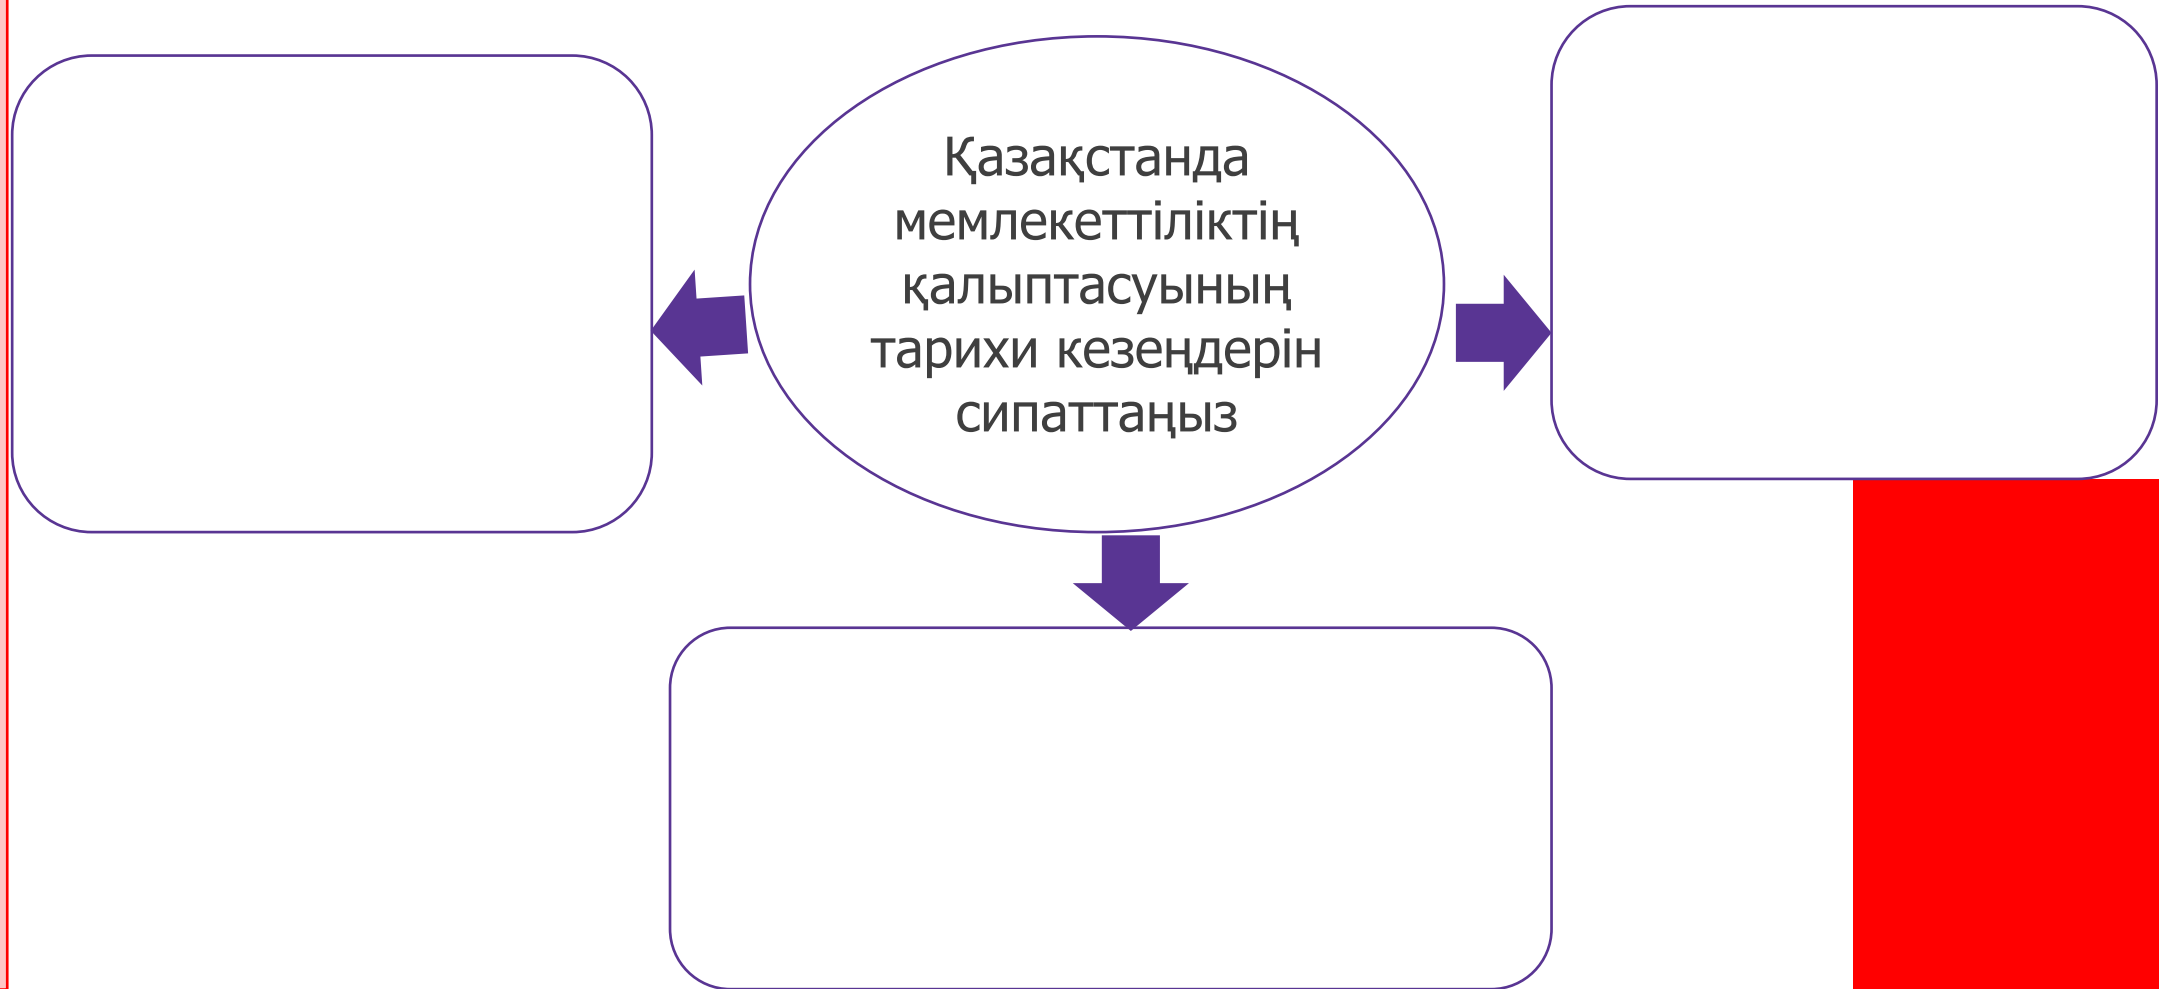 Қазақстанда
мемлекеттіліктің
қалыптасуының
тарихи кезеңдерін
сипаттаңыз